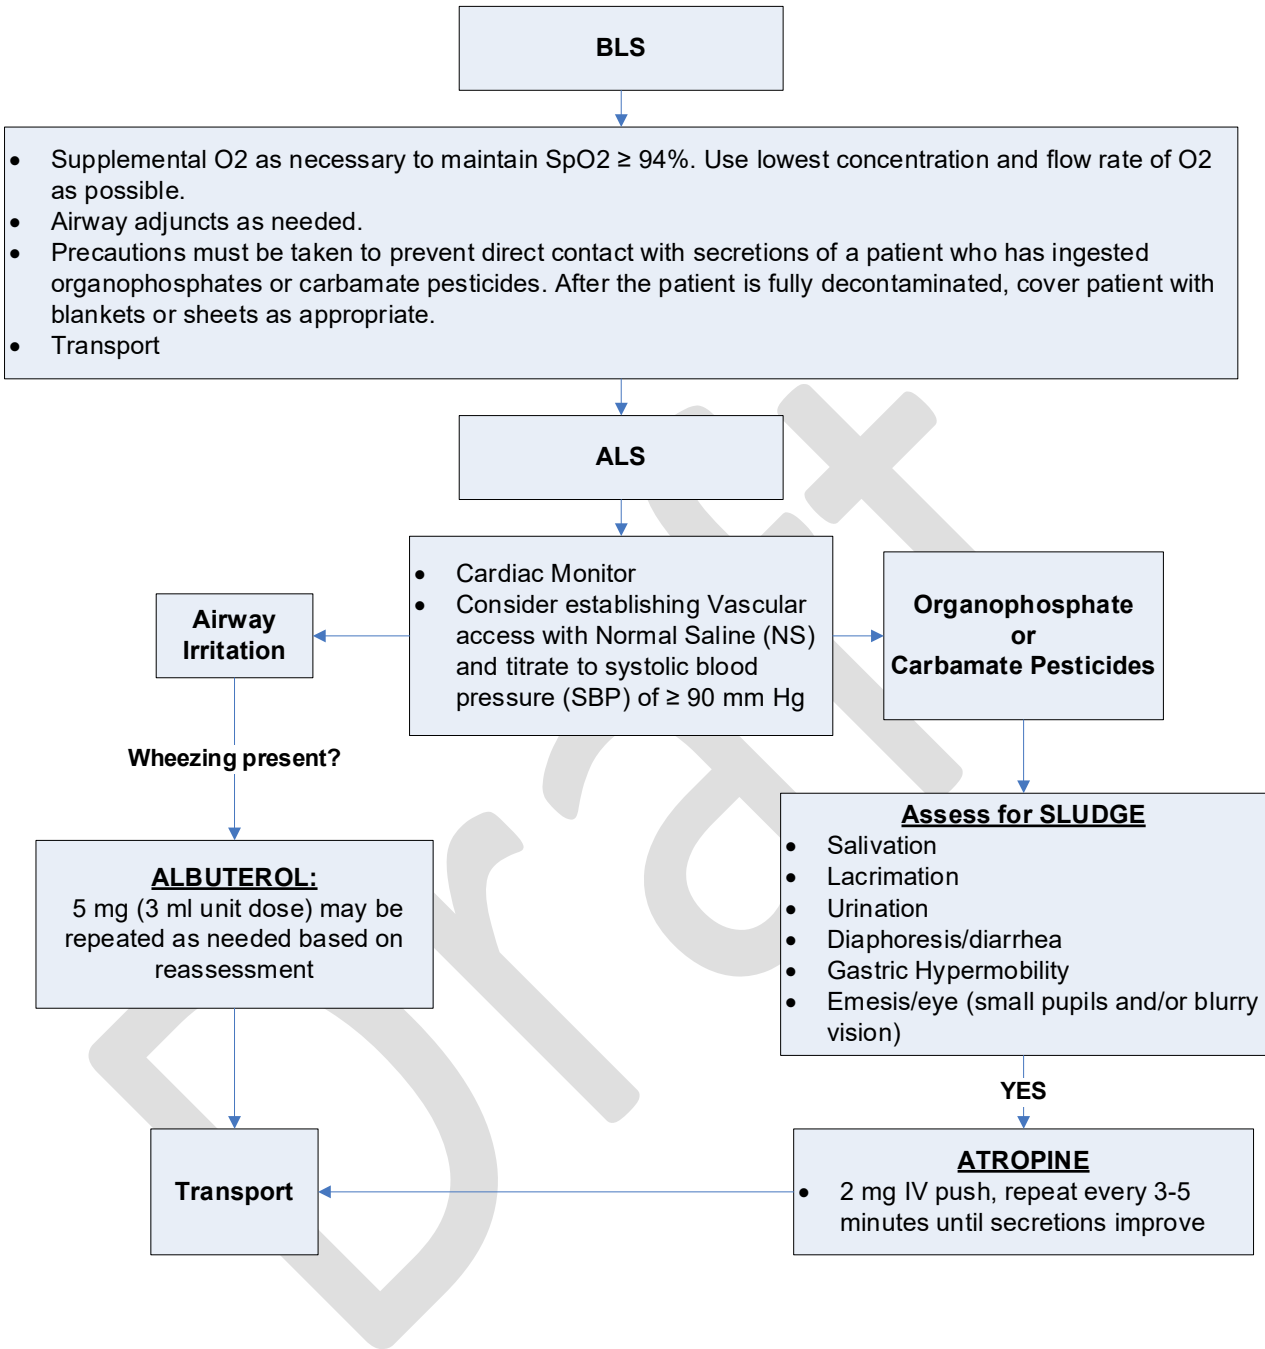 BLS
• Supplemental O2 as necessary to maintain SpO2 ≥ 94%. Use lowest concentration and flow rate of O2
as possible.
• Airway adjuncts as needed.
• Precautions must be taken to prevent direct contact with secretions of a patient who has ingested
organophosphates or carbamate pesticides. After the patient is fully decontaminated, cover patient with
blankets or sheets as appropriate.
• Transport
ALS
• Cardiac Monitor
• Consider establishing Vascular
access with Normal Saline (NS)
and titrate to systolic blood
pressure (SBP) of ≥ 90 mm Hg
Airway
Irritation
Organophosphate
or
Carbamate Pesticides
Wheezing present?
ALBUTEROL:
5 mg (3 ml unit dose) may be
repeated as needed based on
reassessment
Assess for SLUDGE
• Salivation
• Lacrimation
• Urination
• Diaphoresis/diarrhea
• Gastric Hypermobility
• Emesis/eye (small pupils and/or blurry
vision)
YES
ATROPINE
• 2 mg IV push, repeat every 3-5
minutes until secretions improve
Transport
Draft